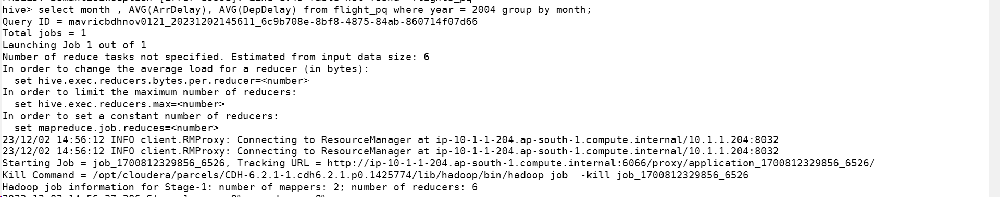 hive> select month , AVG(ArrDelay), AVG(DepDelay) from flight_pq where year = 2004 group by month;
Query ID = mavricbdhnov0121_20231202145611_6c9b708e-8bf8-4875-84ab-860714f07d66
Total jobs = 1
Launching Job 1 out of 1
Number of reduce tasks not specified. Estimated from input data size: 6
In order to change the average load for a reducer (in bytes):
  set hive.exec.reducers.bytes.per.reducer=<number>
In order to limit the maximum number of reducers:
  set hive.exec.reducers.max=<number>
In order to set a constant number of reducers:
  set mapreduce.job.reduces=<number>
23/12/02 14:56:12 INFO client.RMProxy: Connecting to ResourceManager at ip-10-1-1-204.ap-south-1.compute.internal/10.1.1.204:8032
23/12/02 14:56:12 INFO client.RMProxy: Connecting to ResourceManager at ip-10-1-1-204.ap-south-1.compute.internal/10.1.1.204:8032
Starting Job = job_1700812329856_6526, Tracking URL = http://ip-10-1-1-204.ap-south-1.compute.internal:6066/proxy/application_1700812329856_6526/
Kill Command = /opt/cloudera/parcels/CDH-6.2.1-1.cdh6.2.1.p0.1425774/lib/hadoop/bin/hadoop job  -kill job_1700812329856_6526
Hadoop job information for Stage-1: number of mappers: 2; number of reducers: 6